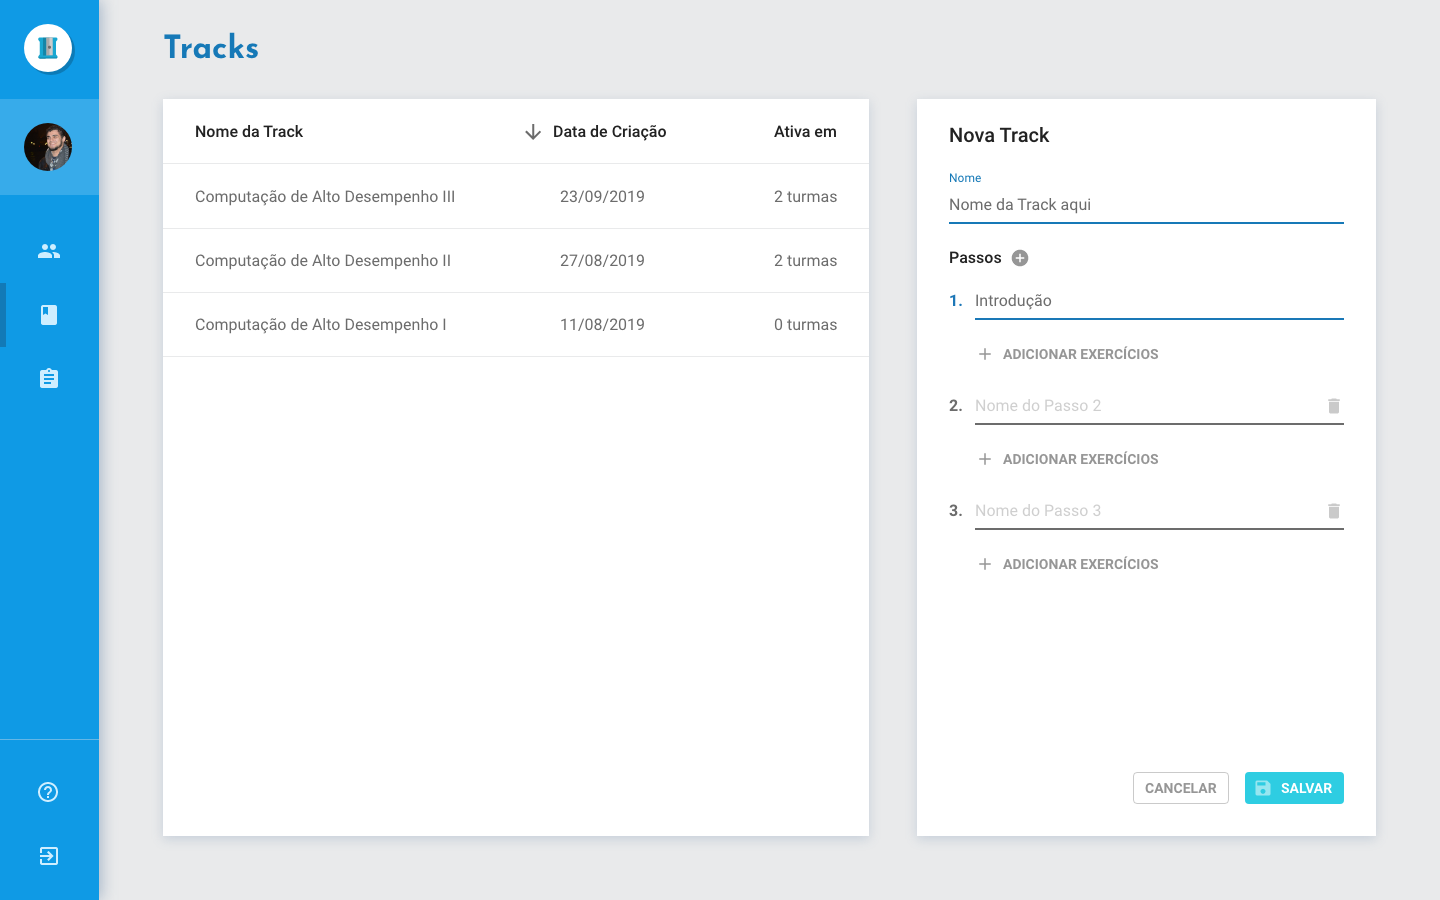 Tracks
Nome da Track Data de Criação Ativa em
Computação de Alto Desempenho III 23/09/2019 2 turmas
Computação de Alto Desempenho II 27/08/2019 2 turmas
Computação de Alto Desempenho I 11/08/2019 0 turmas
Nova Track
Nome
Nome da Track aqui
Passos
1. Introdução
ADICIONAR EXERCÍCIOS
2. Nome do Passo 2
ADICIONAR EXERCÍCIOS
3. Nome do Passo 3
ADICIONAR EXERCÍCIOS
CANCELAR SALVAR